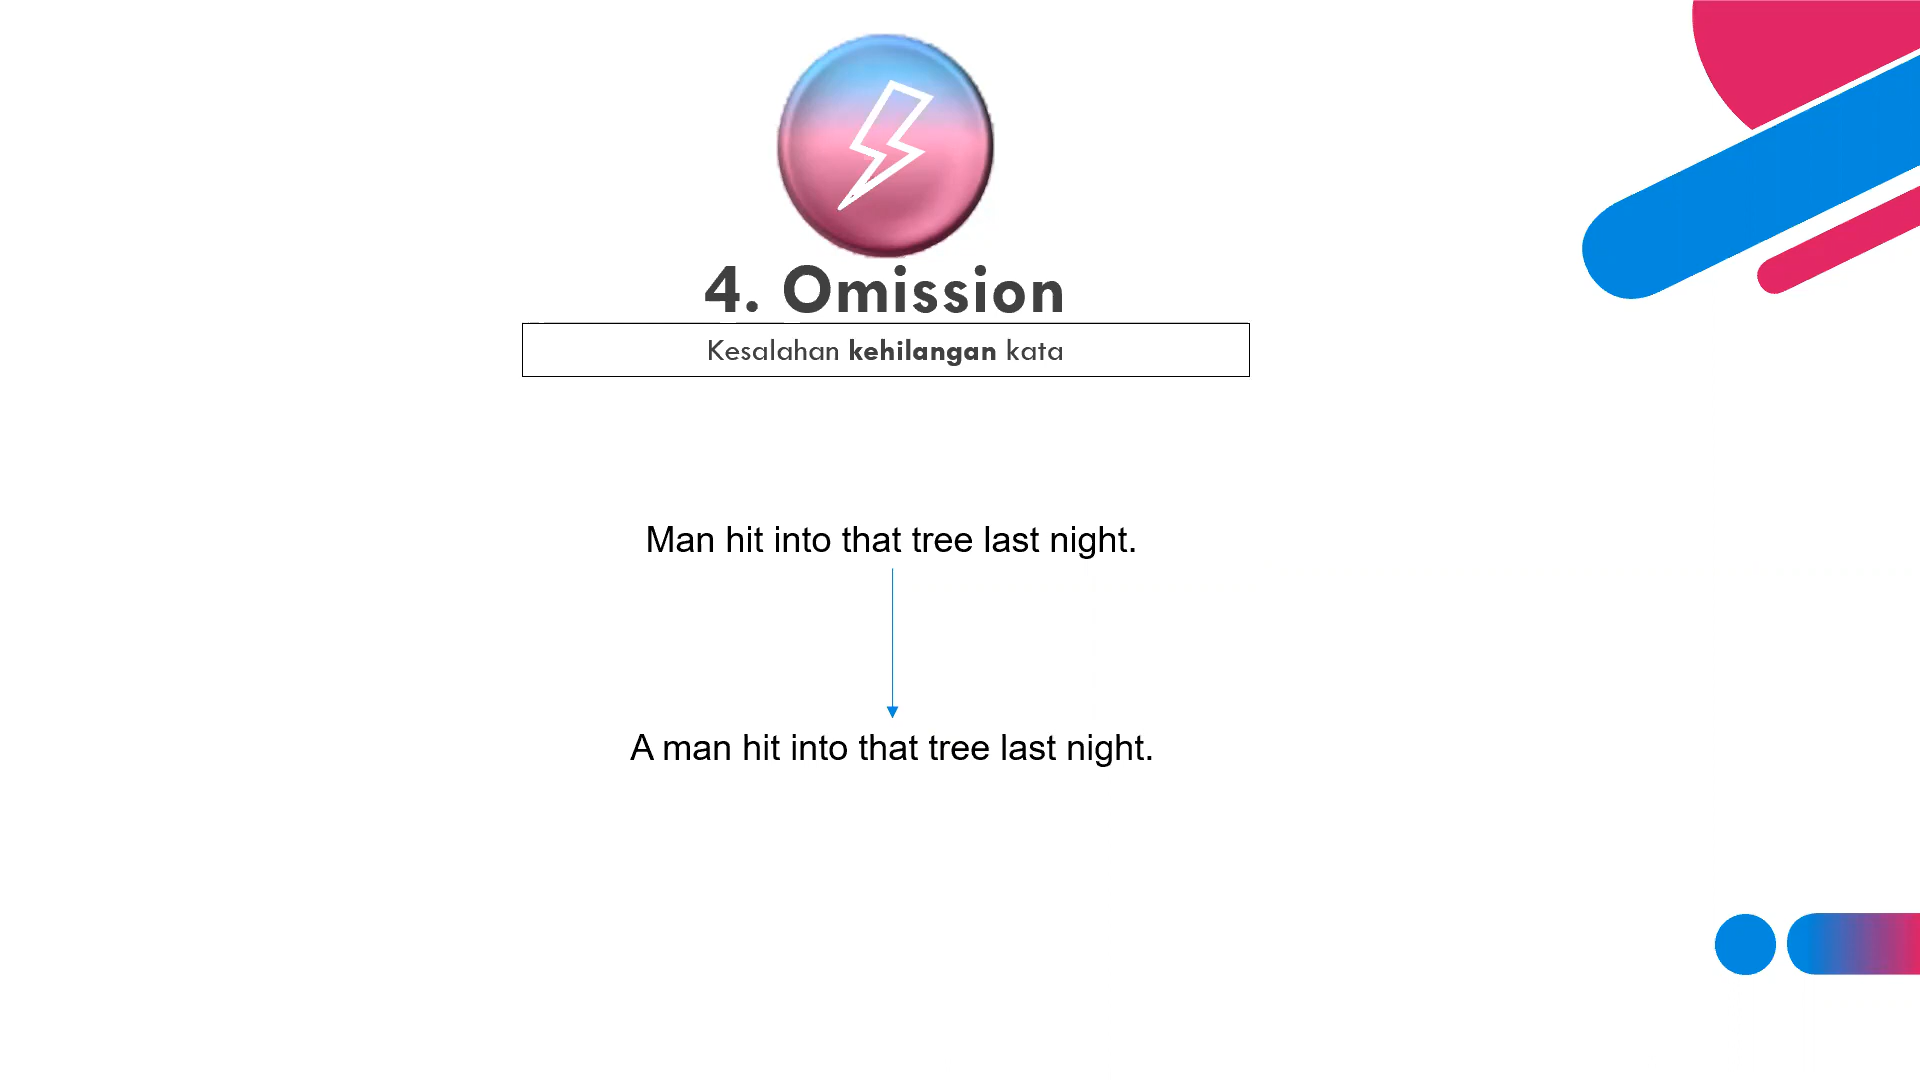 4. Omission
Kesalahan kehilangan kata
Man hit into that tree last night.
A man hit into that tree last night.